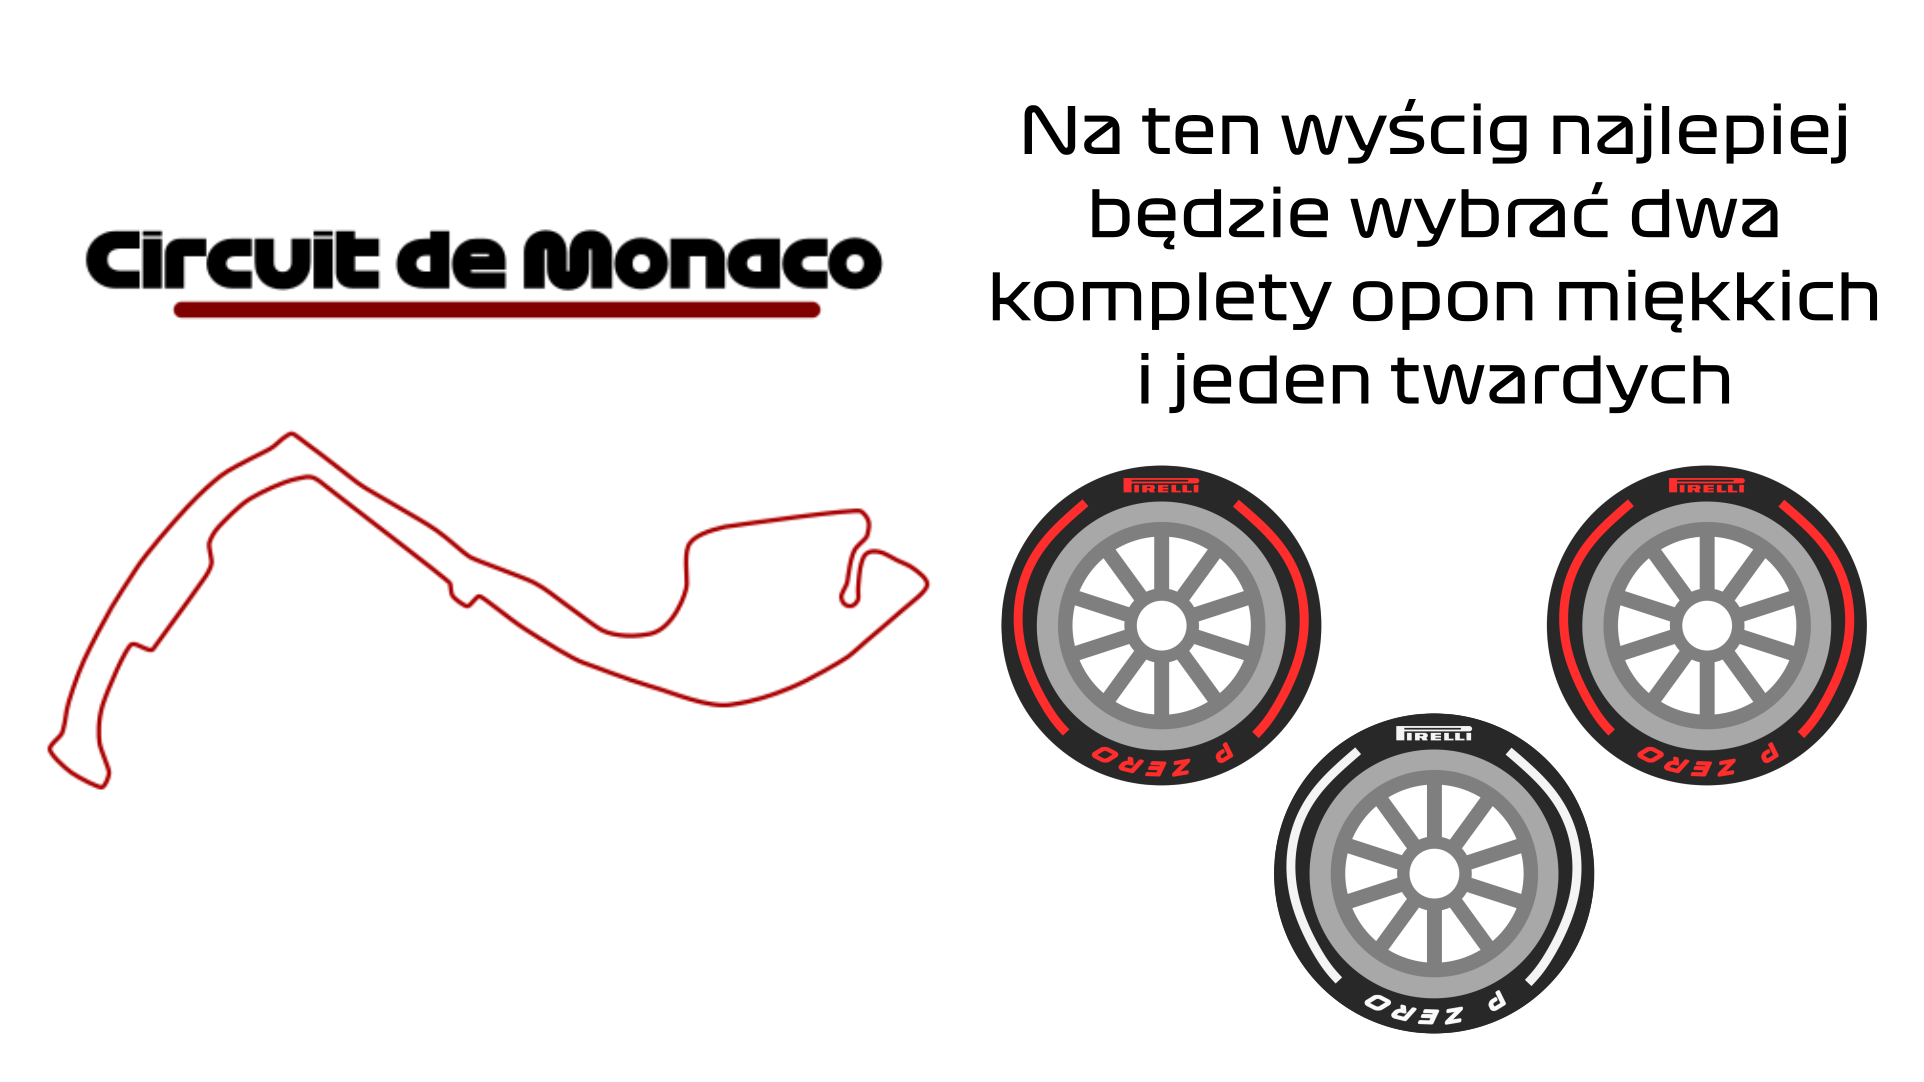 Circuit de Monaco
Na ten wyścig najlepiej
będzie wybrać dwa
komplety opon miękkich
i jeden twardych
PIRELLI
P ZERO
PIRELLI
P ZERO
PIRELLI
P ZERO